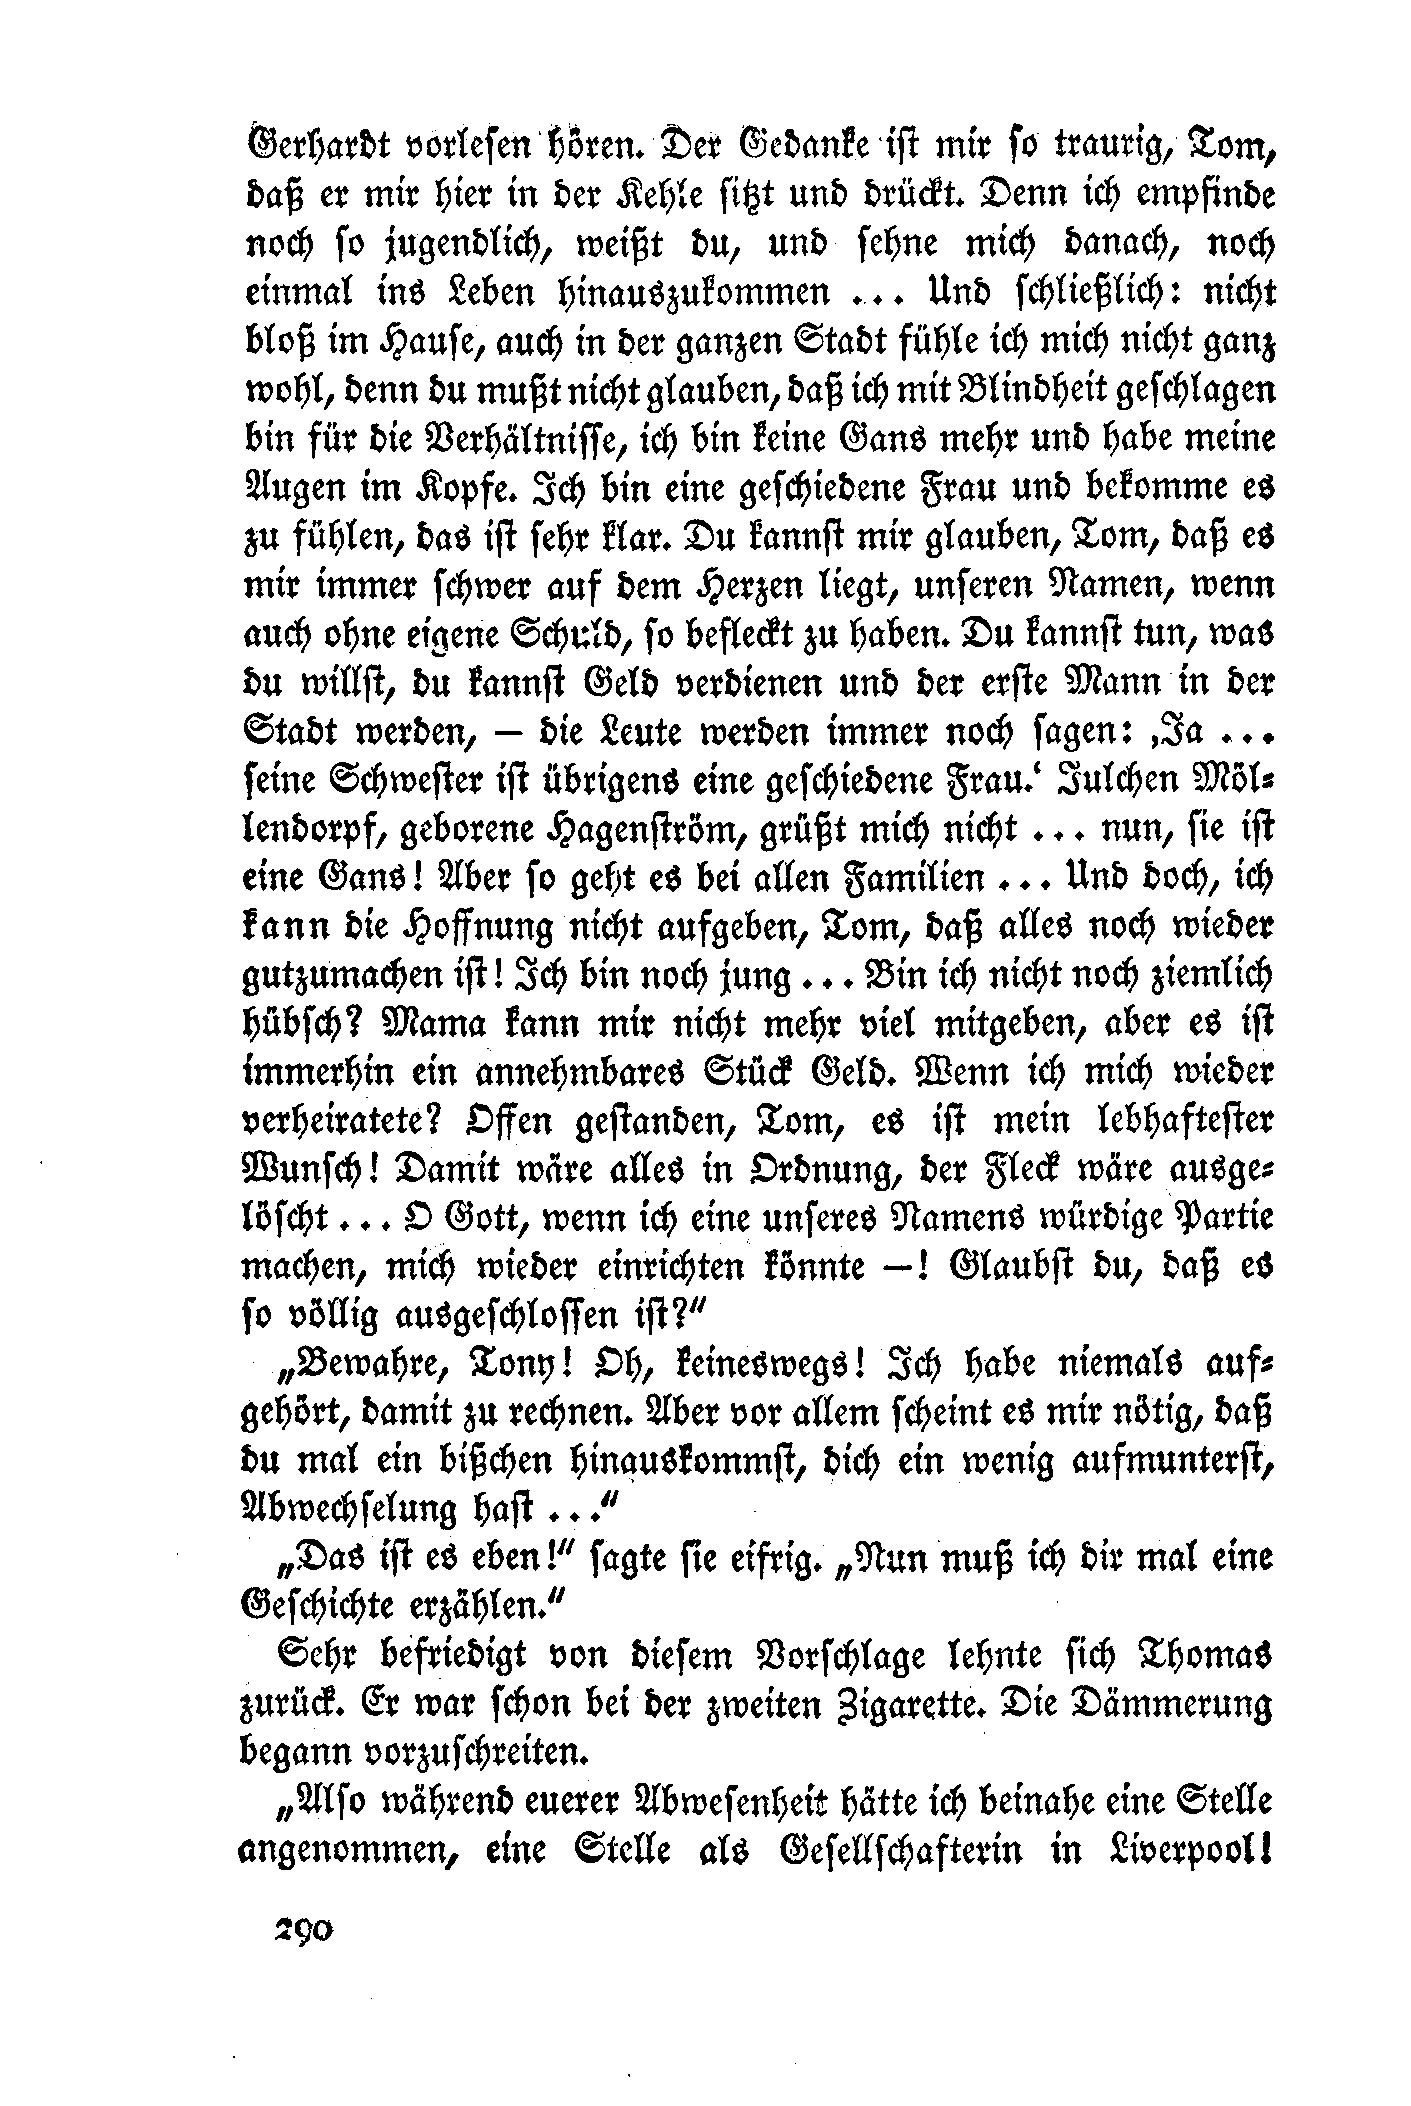 Gerhardt vorlesen hören. Der Gedanke ist mir so traurig, Tom,
daß er mir hier in der Kehle sitzt und drückt. Denn ich empfinde
noch so jugendlich, weißt du, und sehne mich danach, noch
einmal ins Leben hinauszukommen ... Und schließlich: nicht
bloß im Hause, auch in der ganzen Stadt fühle ich mich nicht ganz
wohl, denn du mußt nicht glauben, daß ich mit Blindheit geschlagen
bin für die Verhältnisse, ich bin keine Gans mehr und habe meine
Augen im Kopfe. Ich bin eine geschiedene Frau und bekomme es
zu fühlen, das ist sehr klar. Du kannst mir glauben, Tom, daß es
mir immer schwer auf dem Herzen liegt, unseren Namen, wenn
auch ohne eigene Schuld, so befleckt zu haben. Du kannst tun, was
du willst, du kannst Geld verdienen und der erste Mann in der
Stadt werden, — die Leute werden immer noch sagen: ‚Ja ...
seine Schwester ist übrigens eine geschiedene Frau.‘ Julchen Möl-
lendorpf, geborene Hagenström, grüßt mich nicht ... nun, sie ist
eine Gans! Aber so geht es bei allen Familien ... Und doch, ich
kann die Hoffnung nicht aufgeben, Tom, daß alles noch wieder
gutzumachen ist! Ich bin noch jung ... Bin ich nicht noch ziemlich
hübsch? Mama kann mir nicht mehr viel mitgeben, aber es ist
immerhin ein annehmbares Stück Geld. Wenn ich mich wieder
verheiratete? Offen gestanden, Tom, es ist mein lebhaftester
Wunsch! Damit wäre alles in Ordnung, der Fleck wäre ausge-
löscht ... O Gott, wenn ich eine unseres Namens würdige Partie
machen, mich wieder einrichten könnte —! Glaubst du, daß es
so völlig ausgeschlossen ist?“
„Bewahre, Tony! Oh, keineswegs! Ich habe niemals auf-
gehört, damit zu rechnen. Aber vor allem scheint es mir nötig, daß
du mal ein bißchen hinauskommst, dich ein wenig aufmunterst,
Abwechselung hast ...“
„Das ist es eben!“ sagte sie eifrig. „Nun muß ich dir mal eine
Geschichte erzählen.“
Sehr befriedigt von diesem Vorschlage lehnte sich Thomas
zurück. Er war schon bei der zweiten Zigarette. Die Dämmerung
begann vorzuschreiten.
„Also während euerer Abwesenheit hätte ich beinahe eine Stelle
angenommen, eine Stelle als Gesellschafterin in Liverpool!
290